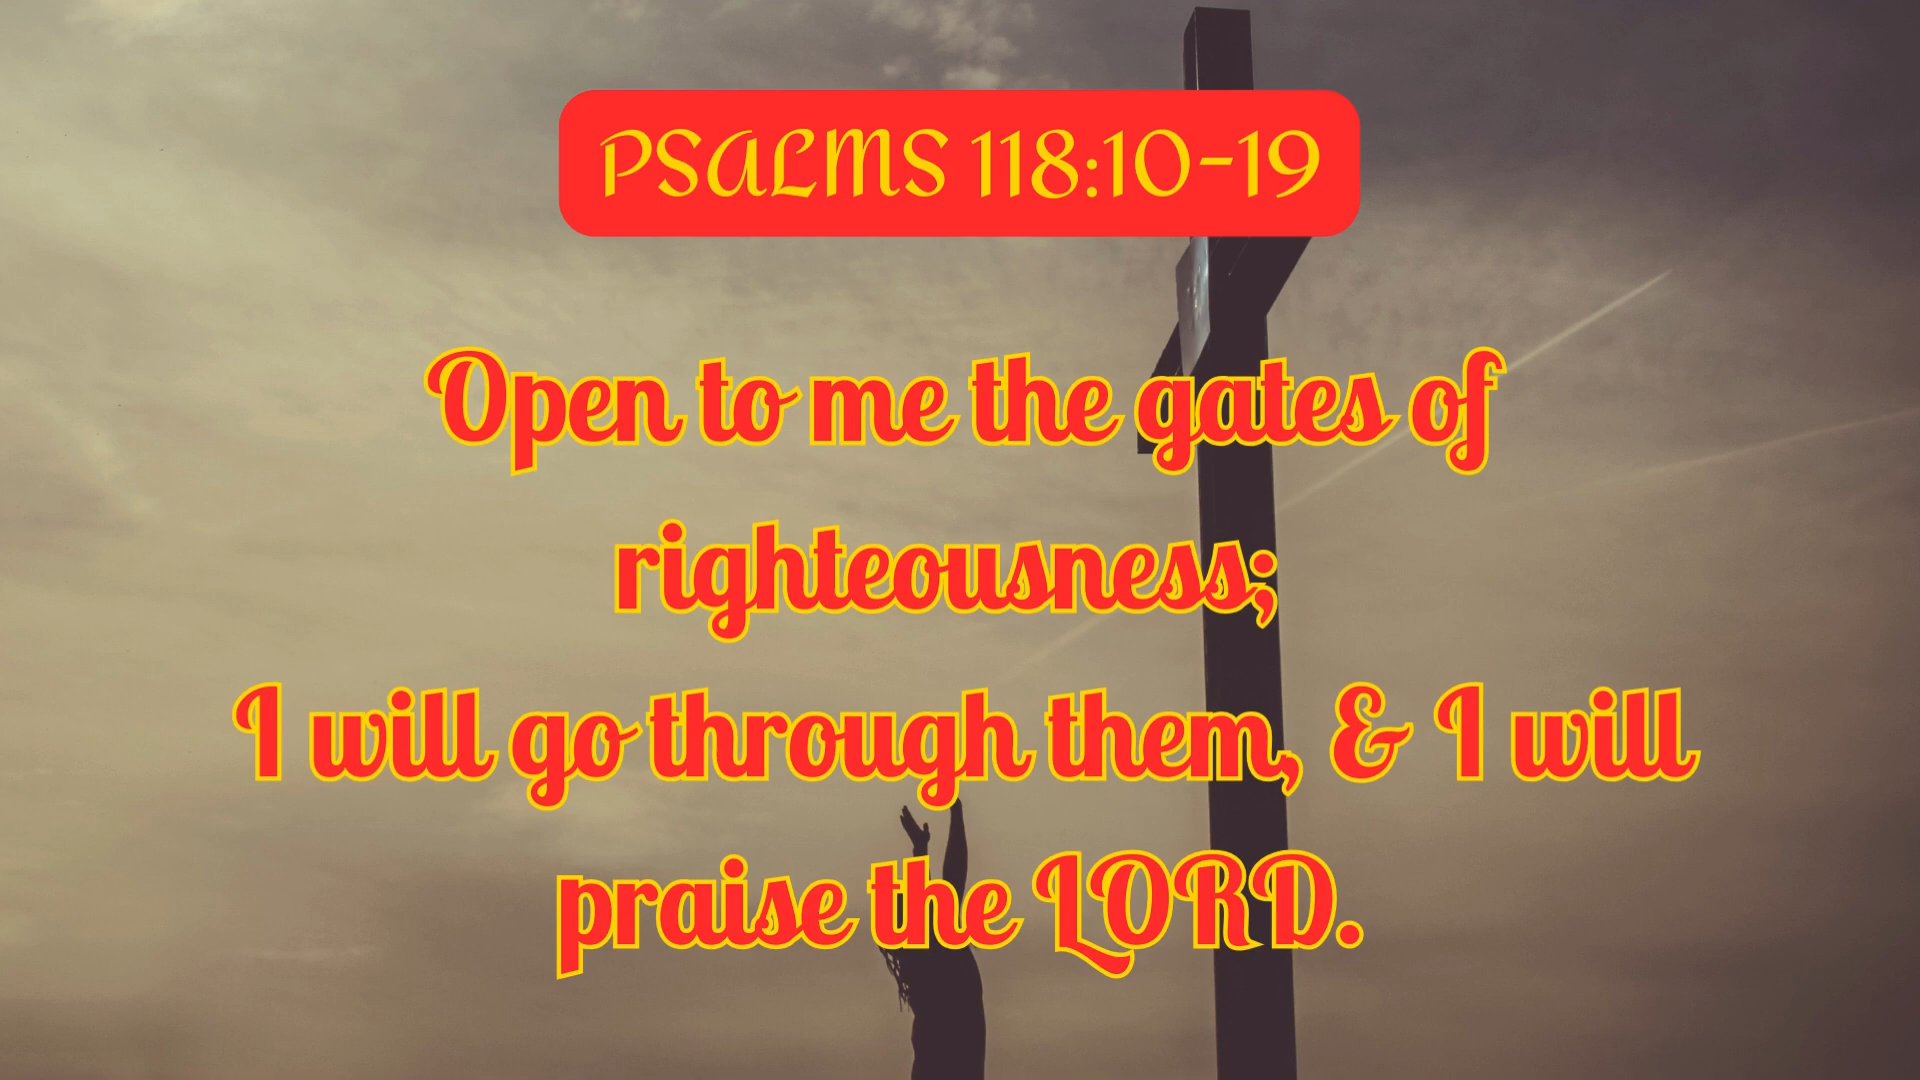 PSALMS 118:10-19
Open to me the gates of
righteousness;
I will go through them, & I will
praise the LORD.